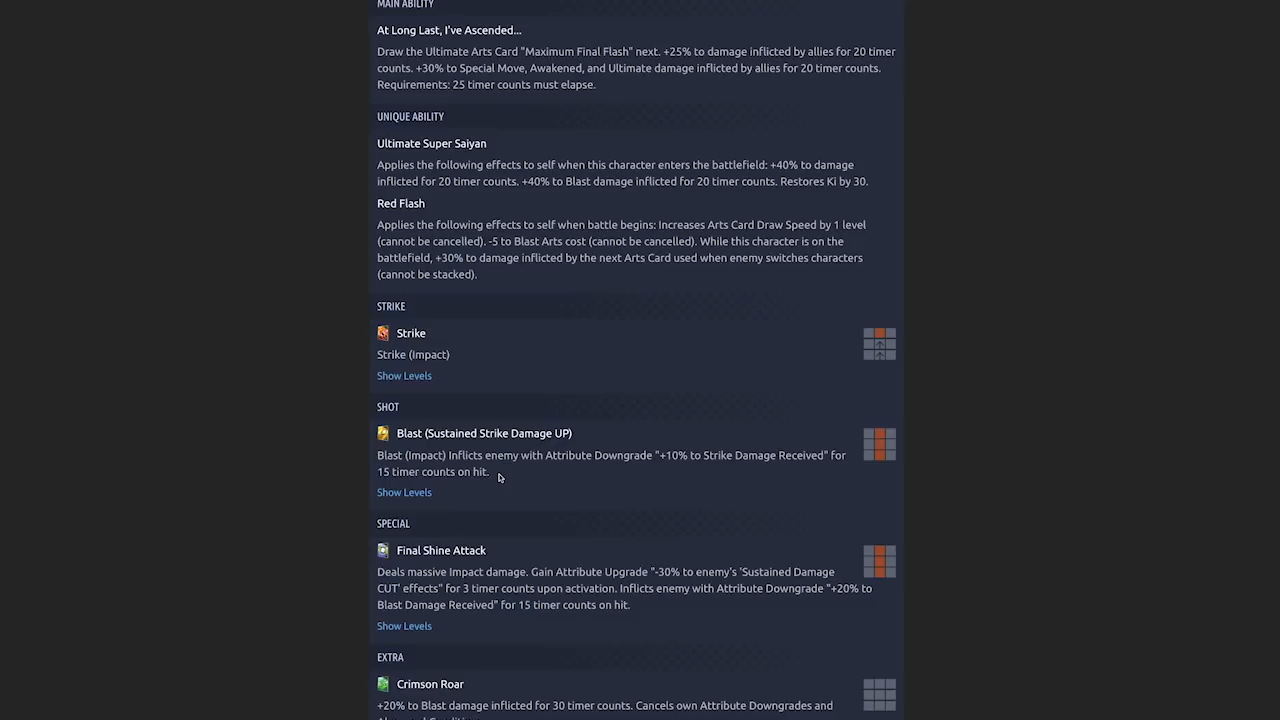 MAIN ABILITY
At Long Last, I've Ascended...
Draw the Ultimate Arts Card "Maximum Final Flash" next. +25% to damage inflicted by allies for 20 timer
counts. +30% to Special Move, Awakened, and Ultimate damage inflicted by allies for 20 timer counts.
Requirements: 25 timer counts must elapse.
UNIQUE ABILITY
Ultimate Super Saiyan
Applies the following effects to self when this character enters the battlefield: +40% to damage
inflicted for 20 timer counts. +40% to Blast damage inflicted for 20 timer counts. Restores Ki by 30.
Red Flash
Applies the following effects to self when battle begins: Increases Arts Card Draw Speed by 1 level
(cannot be cancelled). -5 to Blast Arts cost (cannot be cancelled). While this character is on the
battlefield, +30% to damage inflicted by the next Arts Card used when enemy switches characters
(cannot be stacked).
STRIKE
Strike
Strike (Impact)
Show Levels
SHOT
Blast (Sustained Strike Damage UP)
Blast (Impact) Inflicts enemy with Attribute Downgrade "+10% to Strike Damage Received" for
15 timer counts on hit.
Show Levels
SPECIAL
Final Shine Attack
Deals massive Impact damage. Gain Attribute Upgrade "-30% to enemy's 'Sustained Damage
CUT' effects" for 3 timer counts upon activation. Inflicts enemy with Attribute Downgrade "+20% to
Blast Damage Received" for 15 timer counts on hit.
Show Levels
EXTRA
Crimson Roar
+20% to Blast damage inflicted for 30 timer counts. Cancels own Attribute Downgrades and